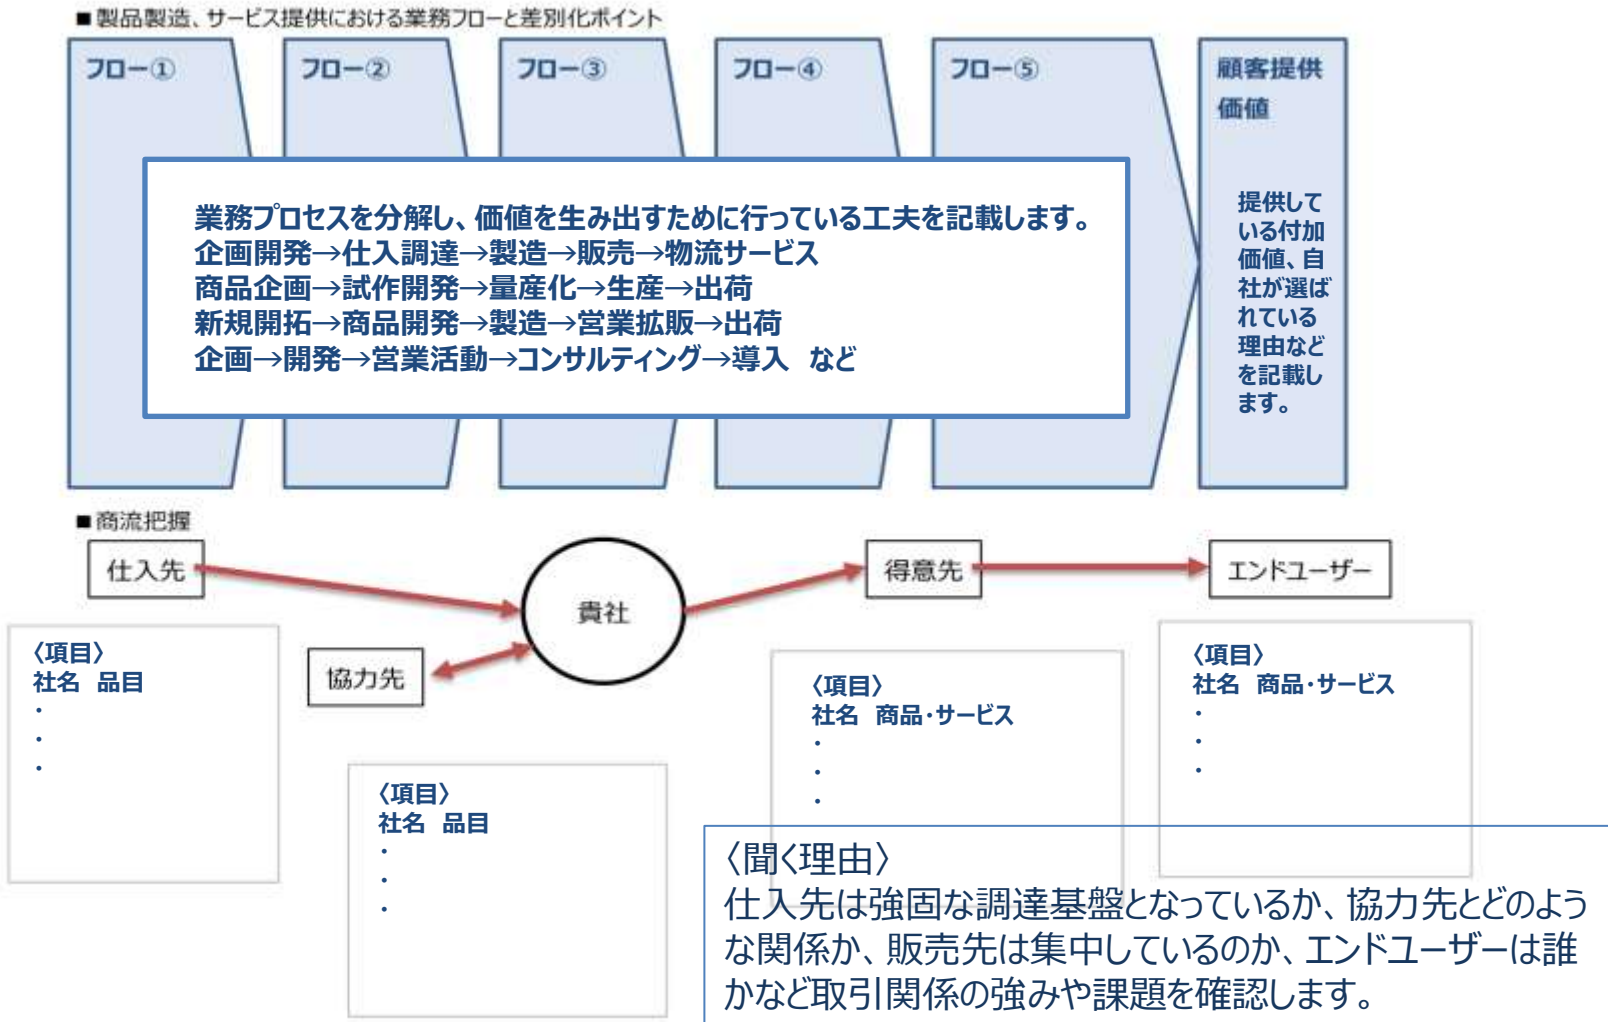 ■製品製造、サービス提供における業務フローと差別化ポイント
フロー①
フロー②
フロー③
フロー④
フロー⑤
顧客提供
価値
業務プロセスを分解し、価値を生み出すために行っている工夫を記載します。
企画開発→仕入調達→製造→販売→物流サービス
商品企画→試作開発→量産化→生産→出荷
新規開拓→商品開発→製造→営業拡販→出荷
企画→開発→営業活動→コンサルティング→導入　など
提供して
いる付加
価値、自
社が選ば
れている
理由など
を記載し
ます。
■商流把握
仕入先
貴社
得意先
エンドユーザー
協力先
〈項目〉
社名　品目
・
・
・
〈項目〉
社名　品目
・
・
・
〈項目〉
社名　商品・サービス
・
・
・
〈項目〉
社名　商品・サービス
・
・
・
〈聞く理由〉
仕入先は強固な調達基盤となっているか、協力先とどのよう
な関係か、販売先は集中しているのか、エンドユーザーは誰
かなど取引関係の強みや課題を確認します。